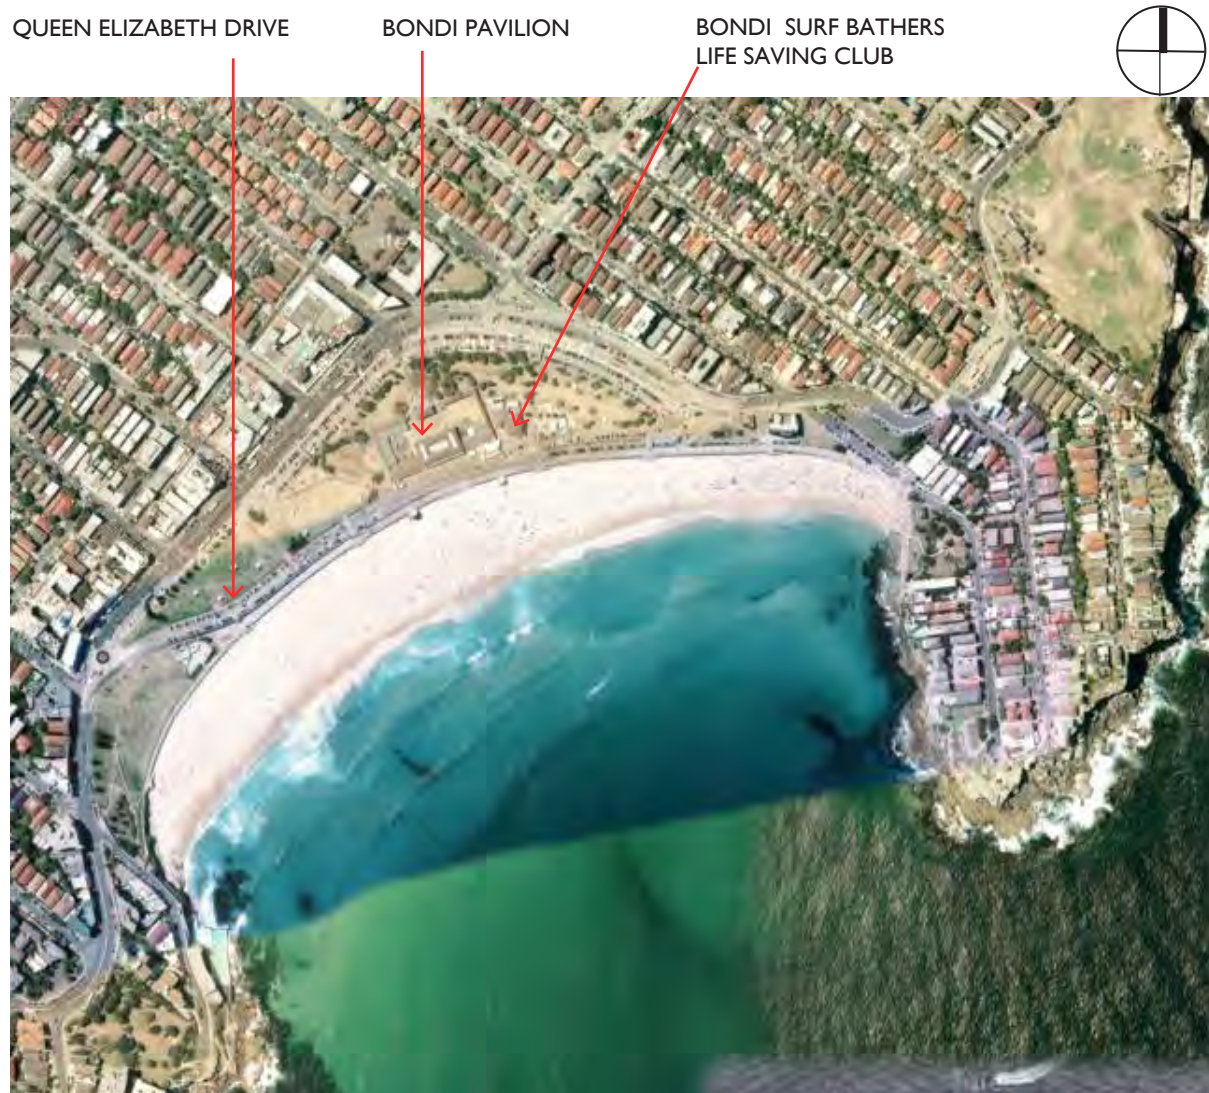 QUEEN ELIZABETH DRIVE
BONDI PAVILION
BONDI SURF BATHERS
LIFE SAVING CLUB